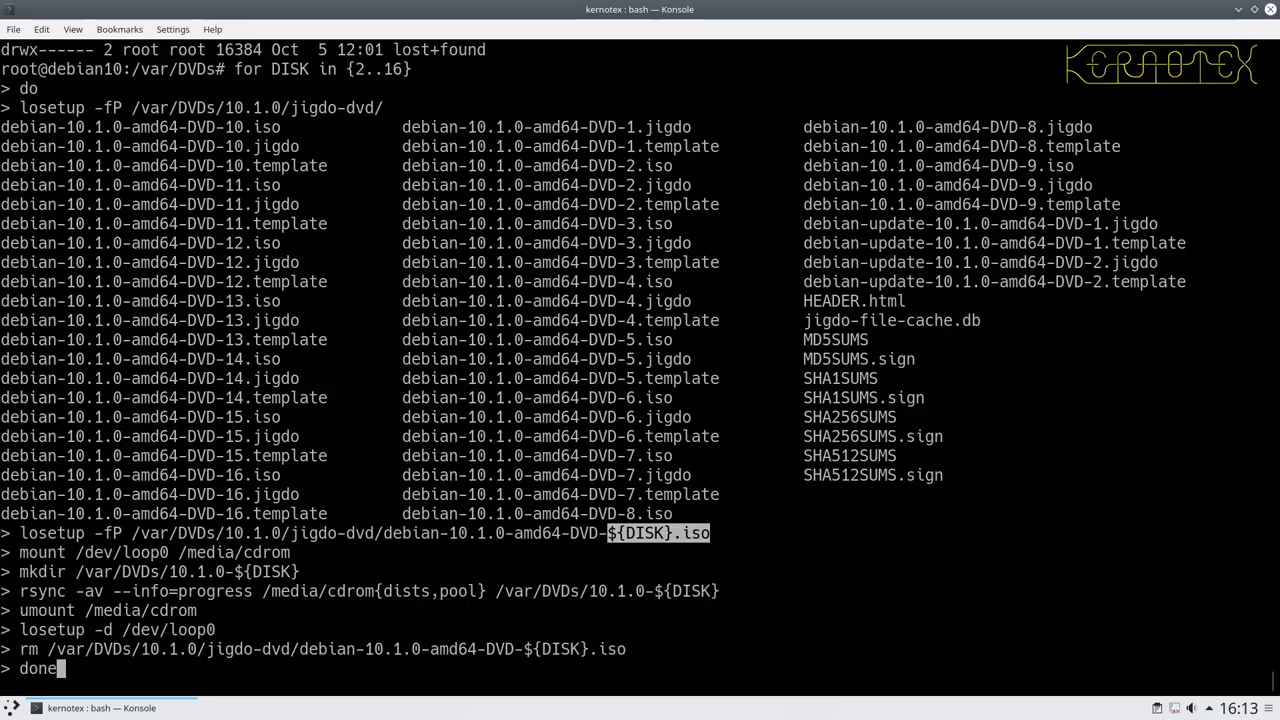 kernotex : bash — Konsole
File Edit View Bookmarks Settings Help
drwx------ 2 root root 16384 Oct  5 12:01 lost+found
KERNOTEX
root@debian10:/var/DVDs# for DISK in {2..16}
> do
> losetup -fP /var/DVDs/10.1.0/jigdo-dvd/
debian-10.1.0-amd64-DVD-10.iso debian-10.1.0-amd64-DVD-1.jigdo debian-10.1.0-amd64-DVD-8.jigdo
debian-10.1.0-amd64-DVD-10.jigdo debian-10.1.0-amd64-DVD-1.template debian-10.1.0-amd64-DVD-8.template
debian-10.1.0-amd64-DVD-10.template debian-10.1.0-amd64-DVD-2.iso debian-10.1.0-amd64-DVD-9.iso
debian-10.1.0-amd64-DVD-11.iso debian-10.1.0-amd64-DVD-2.jigdo debian-10.1.0-amd64-DVD-9.jigdo
debian-10.1.0-amd64-DVD-11.jigdo debian-10.1.0-amd64-DVD-2.template debian-10.1.0-amd64-DVD-9.template
debian-10.1.0-amd64-DVD-11.template debian-10.1.0-amd64-DVD-3.iso debian-update-10.1.0-amd64-DVD-1.jigdo
debian-10.1.0-amd64-DVD-12.iso debian-10.1.0-amd64-DVD-3.jigdo debian-update-10.1.0-amd64-DVD-1.template
debian-10.1.0-amd64-DVD-12.jigdo debian-10.1.0-amd64-DVD-3.template debian-update-10.1.0-amd64-DVD-2.jigdo
debian-10.1.0-amd64-DVD-12.template debian-10.1.0-amd64-DVD-4.iso debian-update-10.1.0-amd64-DVD-2.template
debian-10.1.0-amd64-DVD-13.iso debian-10.1.0-amd64-DVD-4.jigdo HEADER.html
debian-10.1.0-amd64-DVD-13.jigdo debian-10.1.0-amd64-DVD-4.template jigdo-file-cache.db
debian-10.1.0-amd64-DVD-13.template debian-10.1.0-amd64-DVD-5.iso MD5SUMS
debian-10.1.0-amd64-DVD-14.iso debian-10.1.0-amd64-DVD-5.jigdo MD5SUMS.sign
debian-10.1.0-amd64-DVD-14.jigdo debian-10.1.0-amd64-DVD-5.template SHA1SUMS
debian-10.1.0-amd64-DVD-14.template debian-10.1.0-amd64-DVD-6.iso SHA1SUMS.sign
debian-10.1.0-amd64-DVD-15.iso debian-10.1.0-amd64-DVD-6.jigdo SHA256SUMS
debian-10.1.0-amd64-DVD-15.jigdo debian-10.1.0-amd64-DVD-6.template SHA256SUMS.sign
debian-10.1.0-amd64-DVD-15.template debian-10.1.0-amd64-DVD-7.iso SHA512SUMS
debian-10.1.0-amd64-DVD-16.iso debian-10.1.0-amd64-DVD-7.jigdo SHA512SUMS.sign
debian-10.1.0-amd64-DVD-16.jigdo debian-10.1.0-amd64-DVD-7.template
debian-10.1.0-amd64-DVD-16.template debian-10.1.0-amd64-DVD-8.iso
> losetup -fP /var/DVDs/10.1.0/jigdo-dvd/debian-10.1.0-amd64-DVD-${DISK}.iso
> mount /dev/loop0 /media/cdrom
> mkdir /var/DVDs/10.1.0-${DISK}
> rsync -av --info=progress /media/cdrom{dists,pool} /var/DVDs/10.1.0-${DISK}
> umount /media/cdrom
> losetup -d /dev/loop0
> rm /var/DVDs/10.1.0/jigdo-dvd/debian-10.1.0-amd64-DVD-${DISK}.iso
> done
kernotex : bash — Konsole
16:13